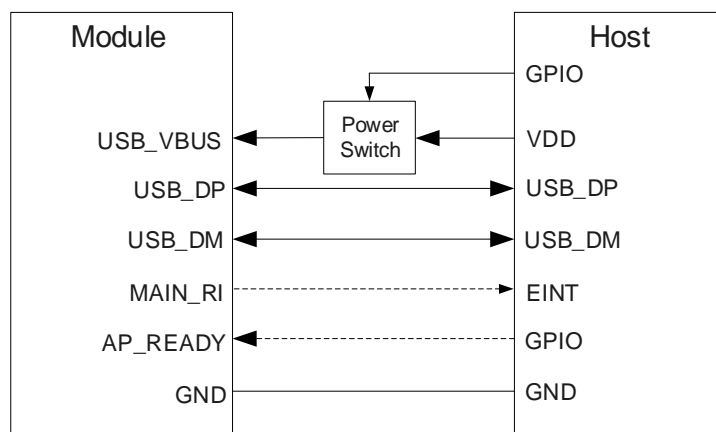 Module
Host
GPIO
Power
Switch
USB_VBUS
VDD
USB_DP
USB_DP
USB_DM
USB_DM
MAIN_RI
EINT
AP_READY
GPIO
GND
GND